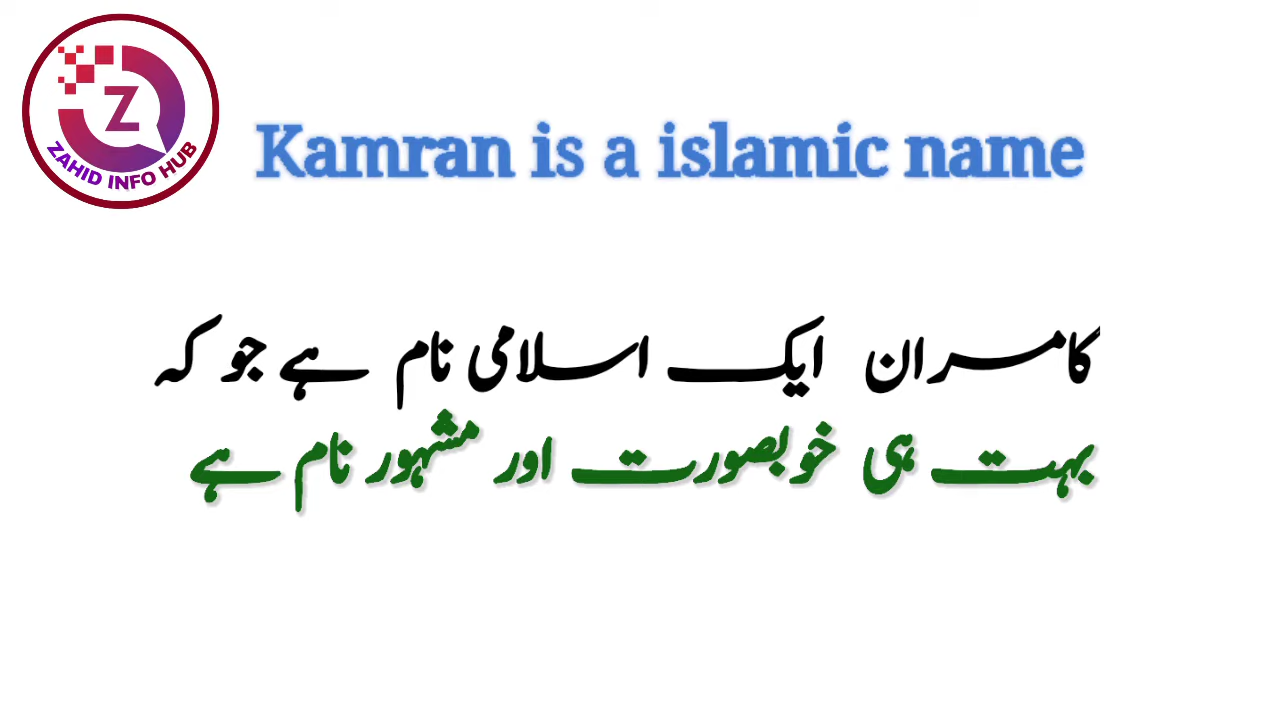 Z
ZAHID INFO HUB
Kamran is a islamic name
کامران ایک اسلامی نام ہے جو کہ
بہت ہی خوبصورت اور مشہور نام ہے